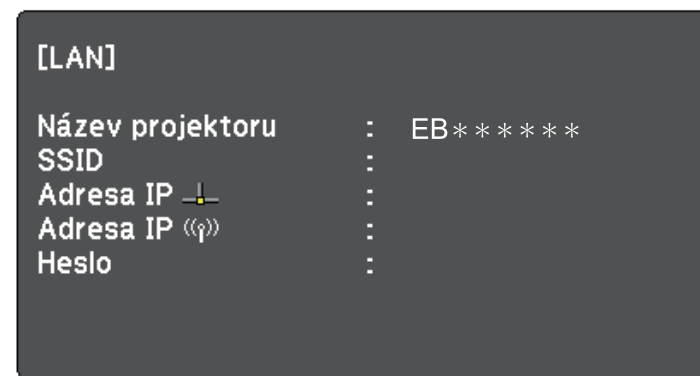 [LAN]
Název projektoru : EB******
SSID :
Adresa IP :
Adresa IP :
Heslo :